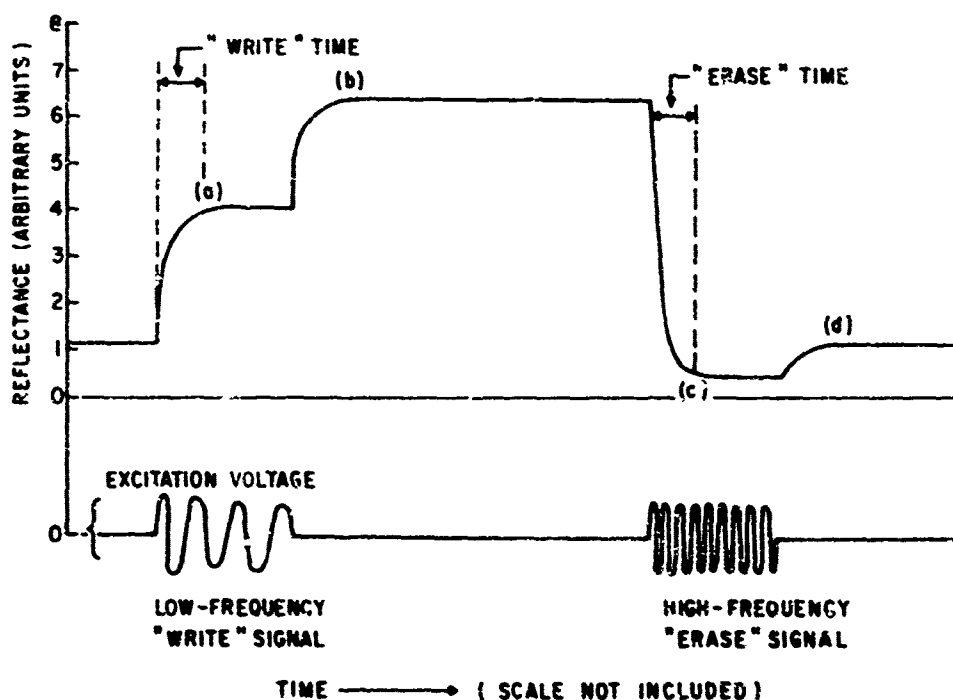 REFLECTANCE (ARBITRARY UNITS)
8
7
6
5
4
3
2
1
0
"WRITE" TIME
(b)
"ERASE" TIME
(a)
(d)
(c)
EXCITATION VOLTAGE
0
LOW-FREQUENCY
"WRITE" SIGNAL
HIGH-FREQUENCY
"ERASE" SIGNAL
TIME ⟶ ( SCALE NOT INCLUDED )